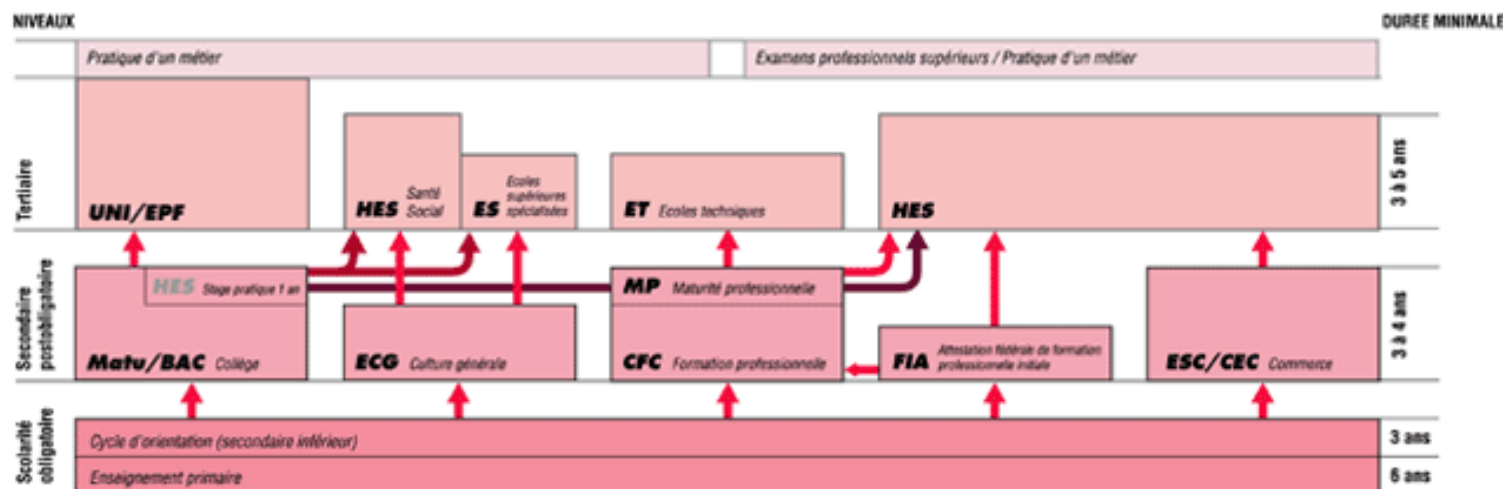 NIVEAUX
DUREE MINIMALE
Pratique d'un métier
Examens professionnels supérieurs / Pratique d'un métier
Tertiaire
UNI/EPF
HES Santé
Social
ES Ecoles
supérieures
spécialisées
ET Ecoles techniques
HES
3 à 5 ans
Secondaire
postobligatoire
HES Stage pratique 1 an
Matu/BAC Collège
ECG Culture générale
MP Maturité professionnelle
CFC Formation professionnelle
FIA Attestation fédérale de formation
professionnelle initiale
ESC/CEC Commerce
3 à 4 ans
Scolarité
obligatoire
Cycle d'orientation (secondaire inférieur)
3 ans
Enseignement primaire
6 ans